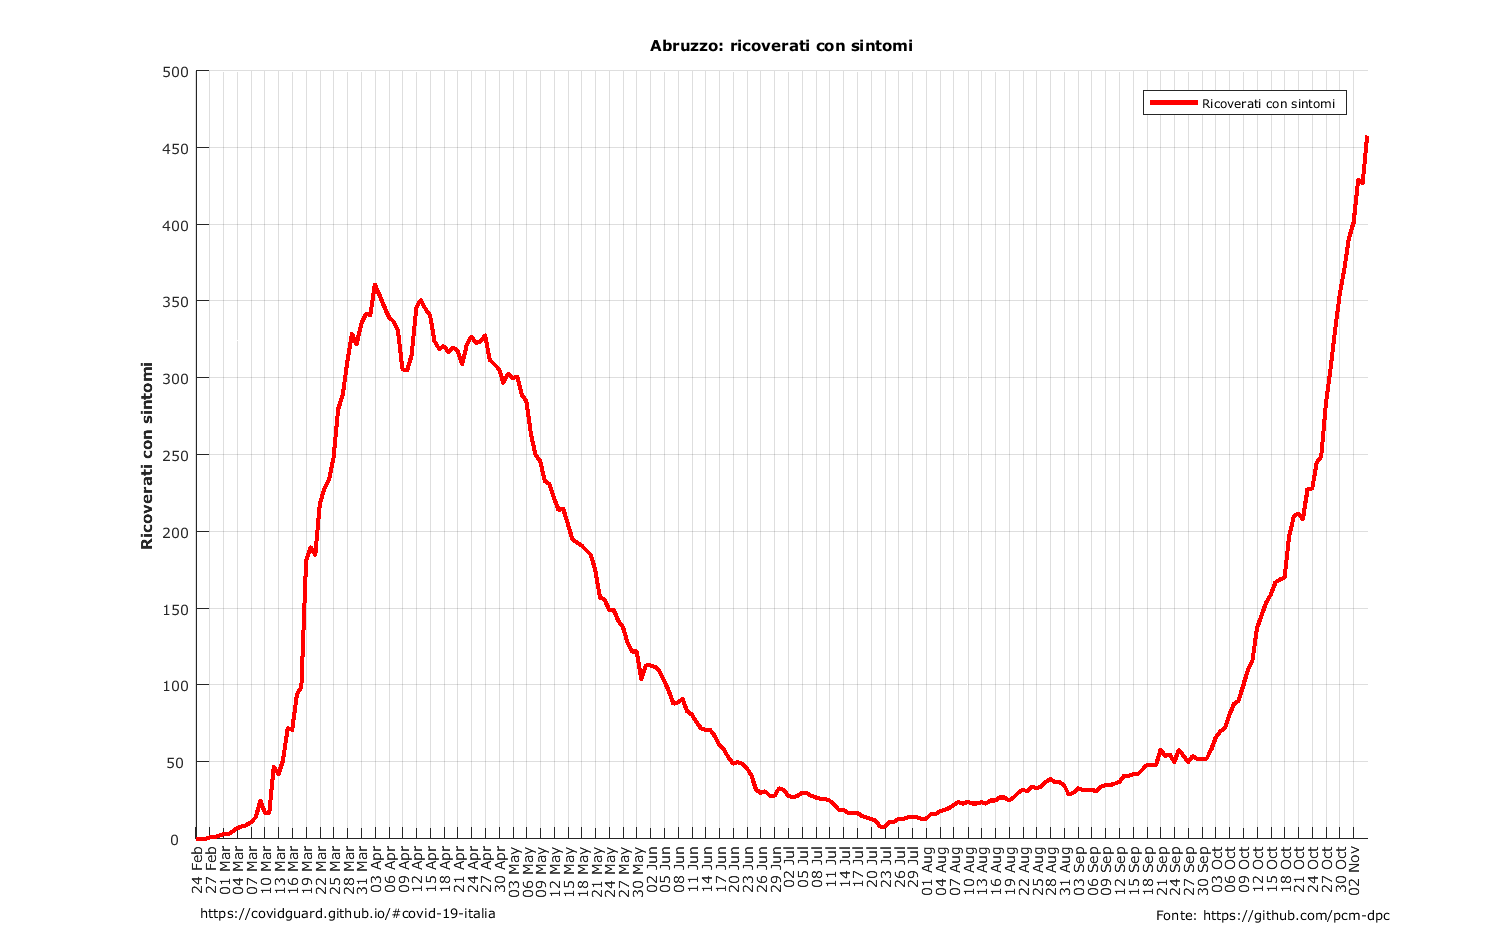 Abruzzo: ricoverati con sintomi
Ricoverati con sintomi
Ricoverati con sintomi
500
450
400
350
300
250
200
150
100
50
0
24 Feb
27 Feb
01 Mar
04 Mar
07 Mar
10 Mar
13 Mar
16 Mar
19 Mar
22 Mar
25 Mar
28 Mar
31 Mar
03 Apr
06 Apr
09 Apr
12 Apr
15 Apr
18 Apr
21 Apr
24 Apr
27 Apr
30 Apr
03 May
06 May
09 May
12 May
15 May
18 May
21 May
24 May
27 May
30 May
02 Jun
05 Jun
08 Jun
11 Jun
14 Jun
17 Jun
20 Jun
23 Jun
26 Jun
29 Jun
02 Jul
05 Jul
08 Jul
11 Jul
14 Jul
17 Jul
20 Jul
23 Jul
26 Jul
29 Jul
01 Aug
04 Aug
07 Aug
10 Aug
13 Aug
16 Aug
19 Aug
22 Aug
25 Aug
28 Aug
31 Aug
03 Sep
06 Sep
09 Sep
12 Sep
15 Sep
18 Sep
21 Sep
24 Sep
27 Sep
30 Sep
03 Oct
06 Oct
09 Oct
12 Oct
15 Oct
18 Oct
21 Oct
24 Oct
27 Oct
30 Oct
02 Nov
https://covidguard.github.io/#covid-19-italia
Fonte: https://github.com/pcm-dpc